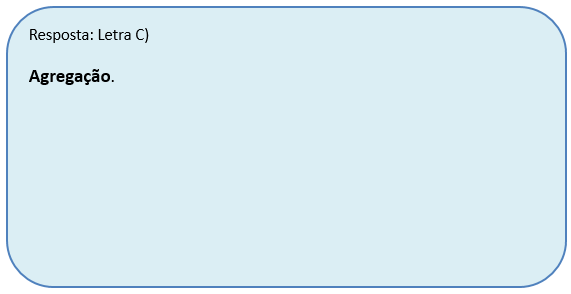 Resposta: Letra C)
Agregação.